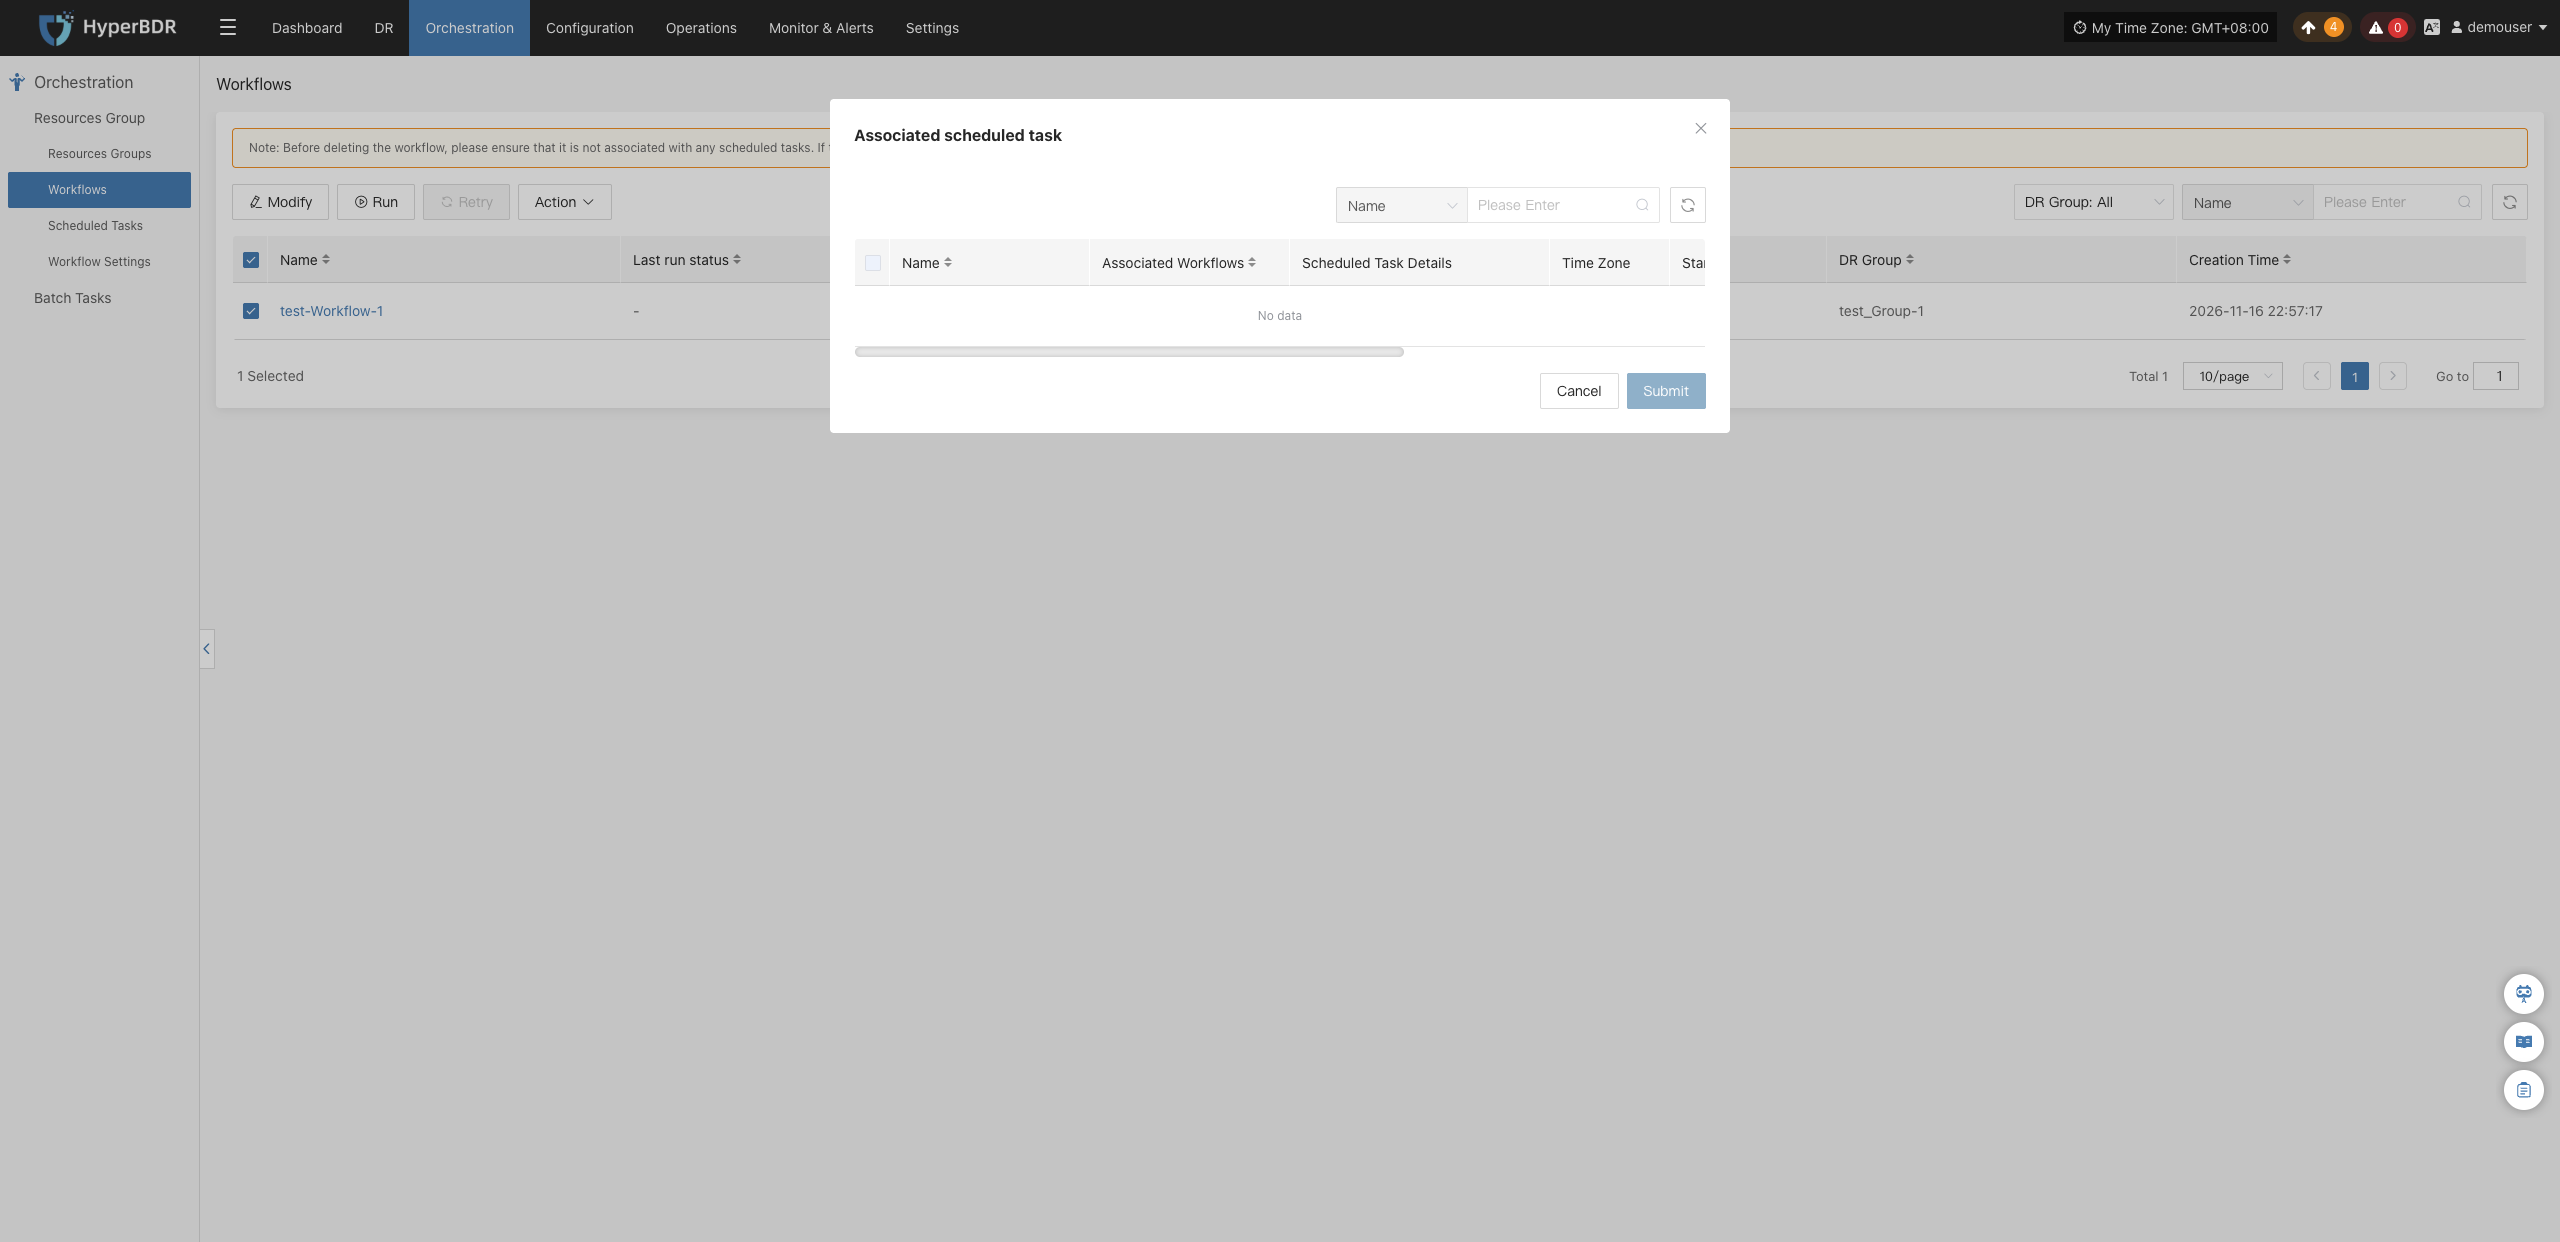 HyperBDR
Dashboard
DR
Orchestration
Configuration
Operations
Monitor & Alerts
Settings
My Time Zone: GMT+08:00
4
0
demouser
Orchestration
Resources Group
Resources Groups
Workflows
Scheduled Tasks
Workflow Settings
Batch Tasks
Workflows
Note: Before deleting the workflow, please ensure that it is not associated with any scheduled tasks. If
Modify
Run
Retry
Action
DR Group: All
Name
Please Enter
Name
Last run status
DR Group
Creation Time
test-Workflow-1
-
test_Group-1
2026-11-16 22:57:17
1 Selected
Total 1
10/page
1
Go to
1
Associated scheduled task
Name
Please Enter
Name
Associated Workflows
Scheduled Task Details
Time Zone
Star
No data
Cancel
Submit